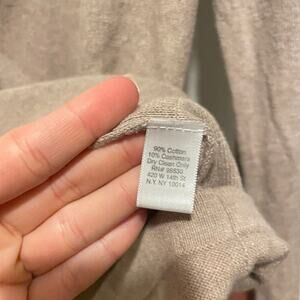 90% Cotton
10% Cashmere
Dry Clean Only
RN# 98530
420 W 14th St
N.Y. NY 10014